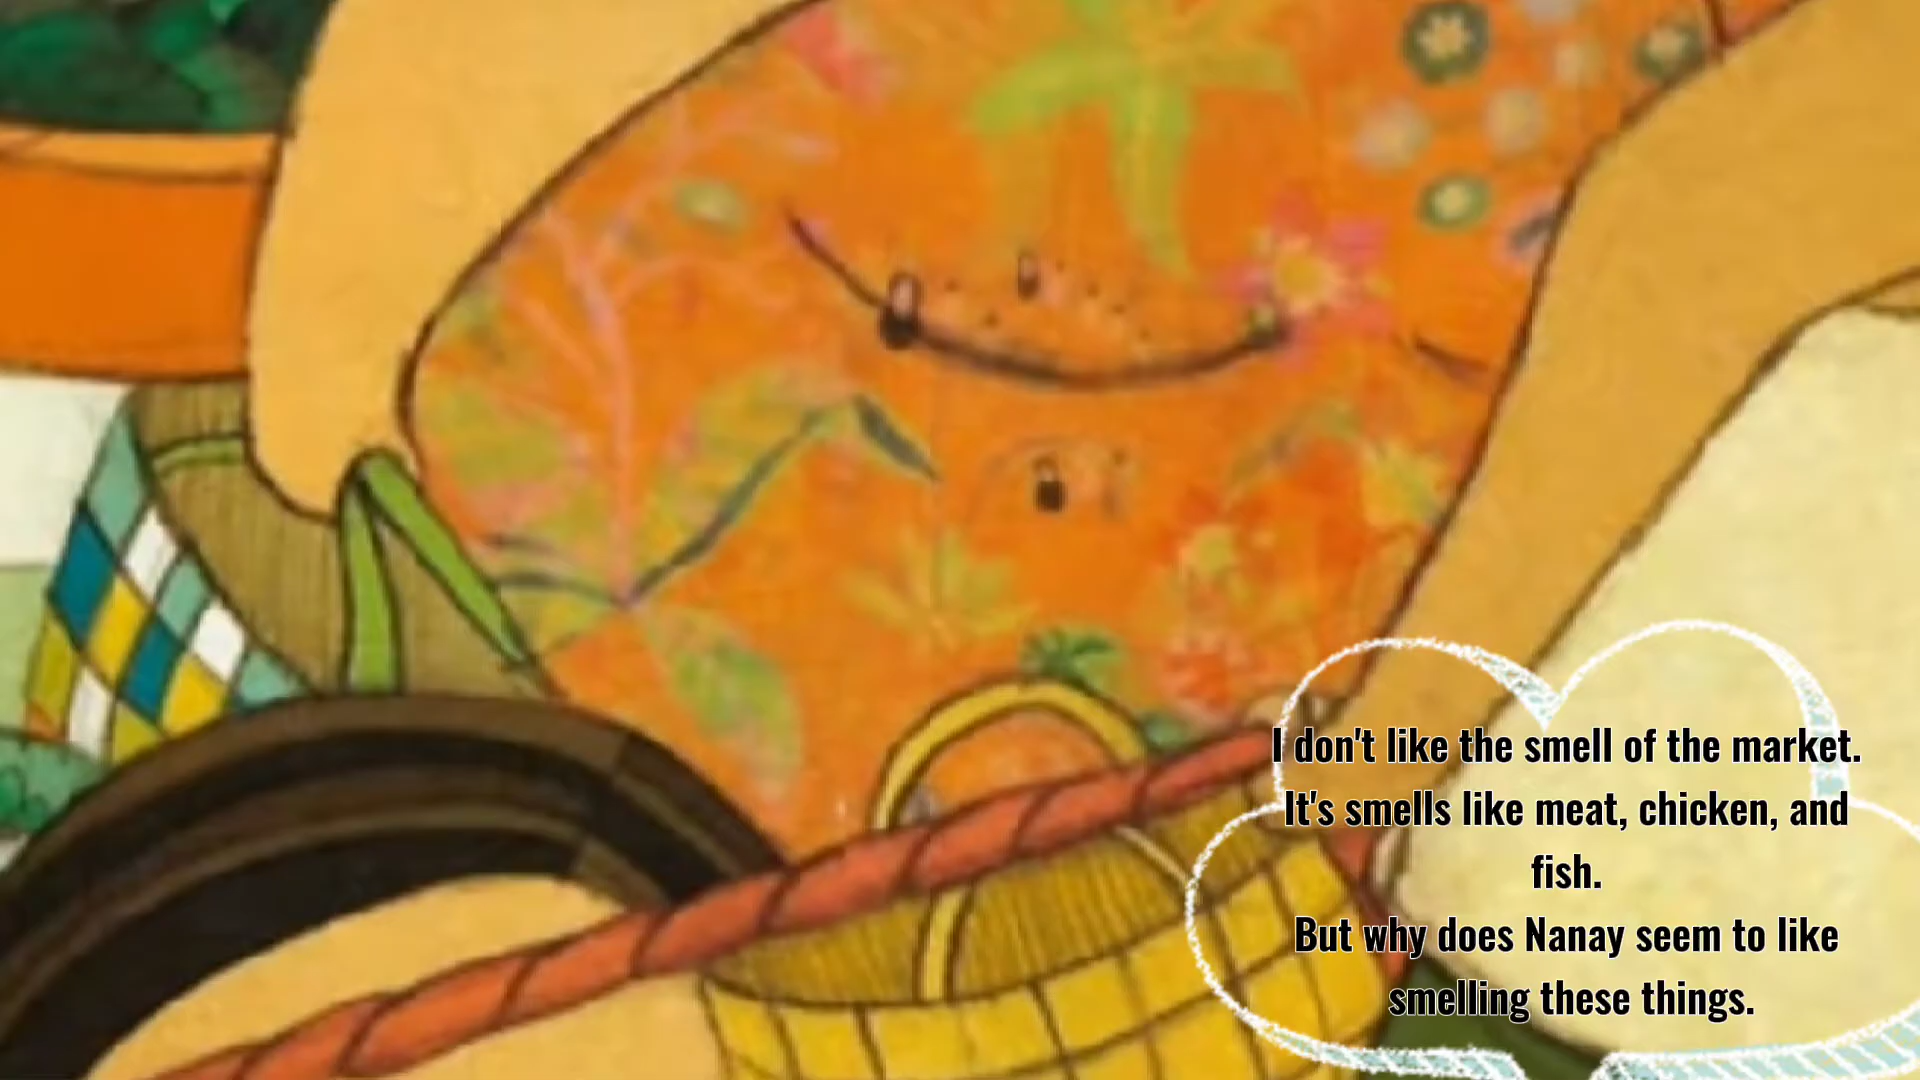 I don't like the smell of the market.
It's smells like meat, chicken, and
fish.
But why does Nanay seem to like
smelling these things.